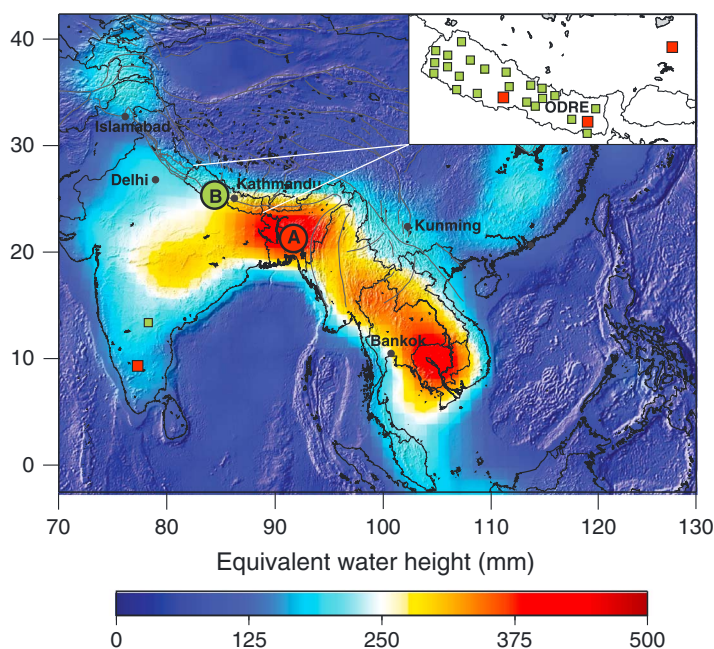 40
30
20
10
0
70
80
90
100
110
120
130
ODRE
Islamabad
Delhi
Kathmandu
B
A
Kunming
Bankok
Equivalent water height (mm)
0
125
250
375
500